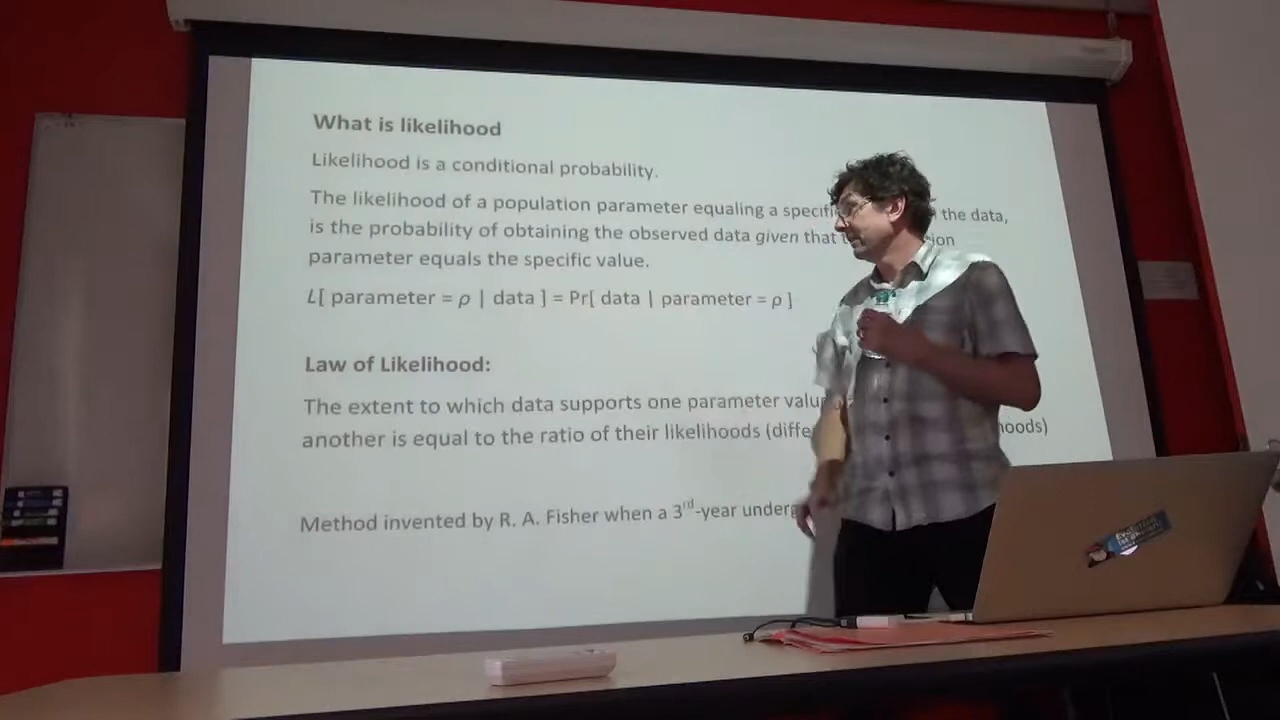 What is likelihood
Likelihood is a conditional probability.
The likelihood of a population parameter equaling a specifi the data,
is the probability of obtaining the observed data given that ion
parameter equals the specific value.
L[ parameter = ρ | data ] = Pr[ data | parameter = ρ ]
Law of Likelihood:
The extent to which data supports one parameter valu
another is equal to the ratio of their likelihoods (diffe hoods)
Method invented by R. A. Fisher when a 3rd-year underg